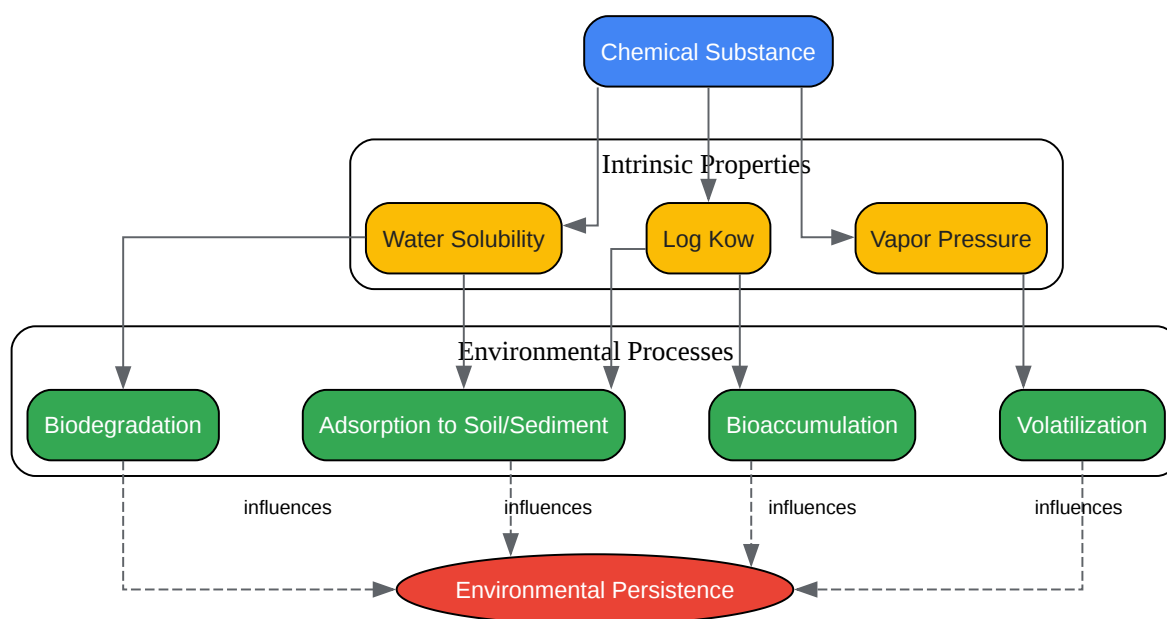 Chemical Substance
Intrinsic Properties
Water Solubility
Log Kow
Vapor Pressure
Environmental Processes
Biodegradation
Adsorption to Soil/Sediment
Bioaccumulation
Volatilization
influences
influences
influences
influences
Environmental Persistence